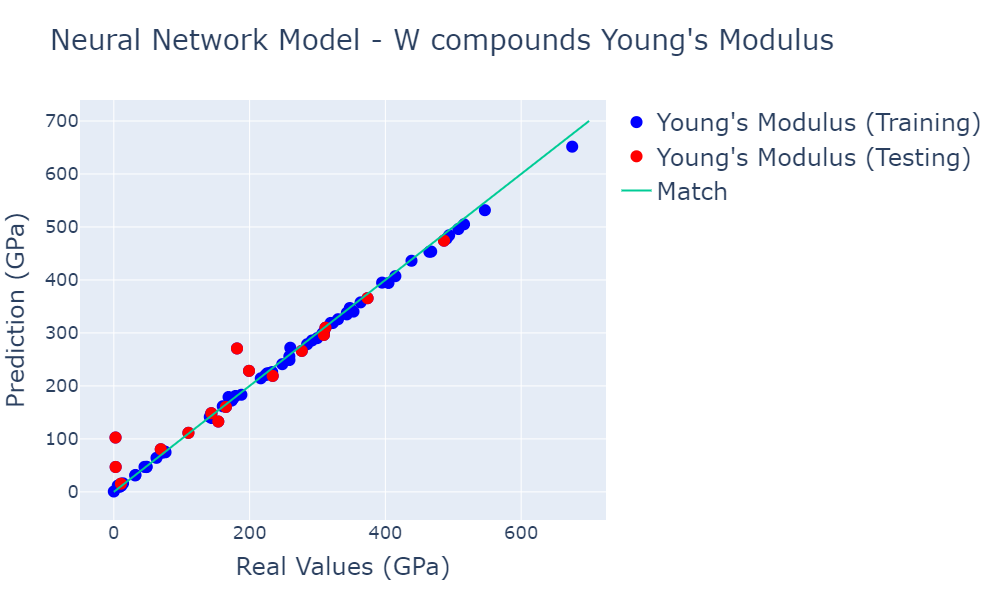 Neural Network Model - W compounds Young's Modulus
Young's Modulus (Training)
Young's Modulus (Testing)
Match
Prediction (GPa)
700
600
500
400
300
200
100
0
0 200 400 600
Real Values (GPa)